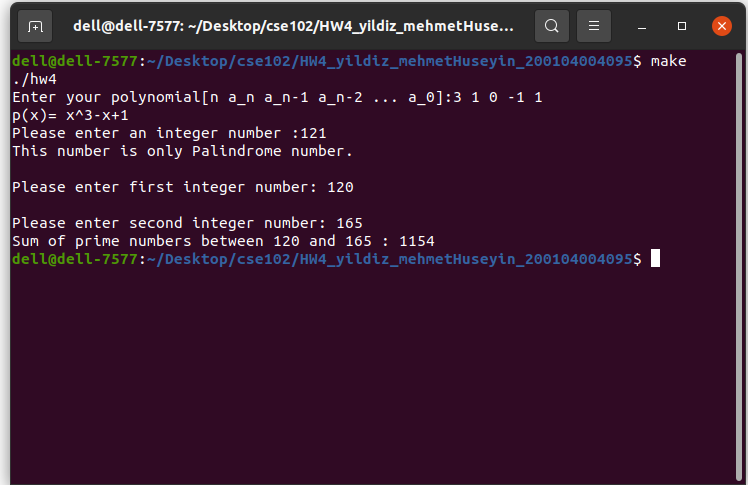 dell@dell-7577: ~/Desktop/cse102/HW4_yildiz_mehmetHuse...
dell@dell-7577:~/Desktop/cse102/HW4_yildiz_mehmetHuseyin_200104004095$ make
./hw4
Enter your polynomial[n a_n a_n-1 a_n-2 ... a_0]:3 1 0 -1 1
p(x)= x^3-x+1
Please enter an integer number :121
This number is only Palindrome number.
Please enter first integer number: 120
Please enter second integer number: 165
Sum of prime numbers between 120 and 165 : 1154
dell@dell-7577:~/Desktop/cse102/HW4_yildiz_mehmetHuseyin_200104004095$